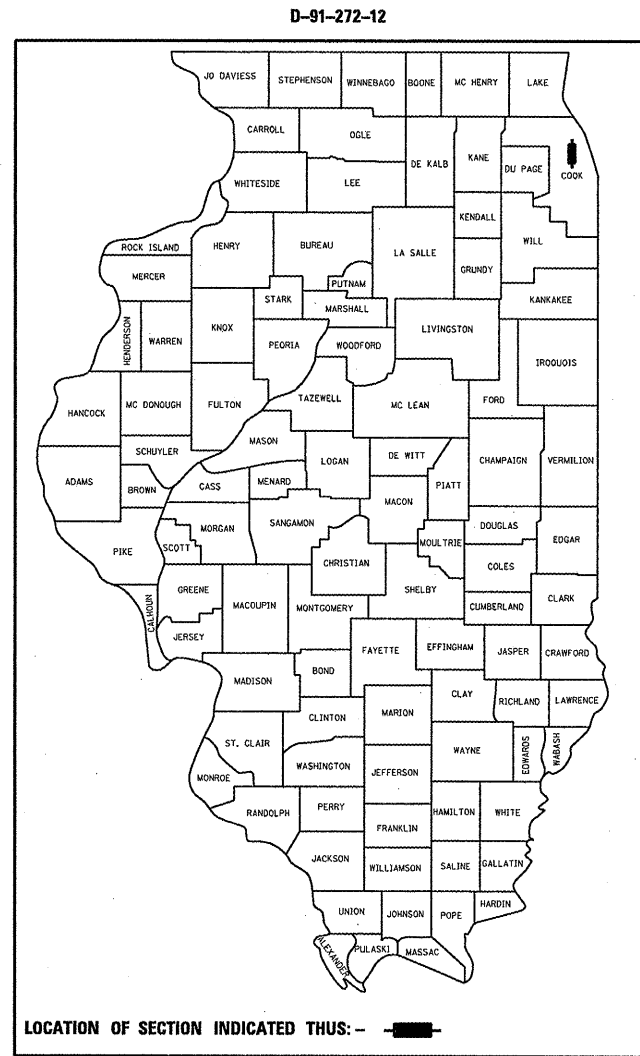 D-91-272-12
JO DAVIESS
STEPHENSON
WINNEBAGO
BOONE
MC HENRY
LAKE
CARROLL
OGLE
DE KALB
KANE
DU PAGE
COOK
WHITESIDE
LEE
KENDALL
WILL
ROCK ISLAND
HENRY
BUREAU
LA SALLE
GRUNDY
MERCER
PUTNAM
STARK
MARSHALL
KANKAKEE
HENDERSON
WARREN
KNOX
PEORIA
WOODFORD
LIVINGSTON
IROQUOIS
HANCOCK
MC DONOUGH
FULTON
TAZEWELL
MC LEAN
FORD
MASON
SCHUYLER
LOGAN
DE WITT
CHAMPAIGN
VERMILION
ADAMS
BROWN
CASS
MENARD
MACON
PIATT
MORGAN
SANGAMON
DOUGLAS
PIKE
SCOTT
CHRISTIAN
MOULTRIE
EDGAR
COLES
CALHOUN
GREENE
MACOUPIN
MONTGOMERY
SHELBY
CUMBERLAND
CLARK
JERSEY
FAYETTE
EFFINGHAM
JASPER
CRAWFORD
MADISON
BOND
CLAY
RICHLAND
LAWRENCE
CLINTON
MARION
ST. CLAIR
WAYNE
EDWARDS
WABASH
MONROE
WASHINGTON
JEFFERSON
RANDOLPH
PERRY
HAMILTON
WHITE
FRANKLIN
JACKSON
WILLIAMSON
SALINE
GALLATIN
UNION
JOHNSON
POPE
HARDIN
ALEXANDER
PULASKI
MASSAC
LOCATION OF SECTION INDICATED THUS: –